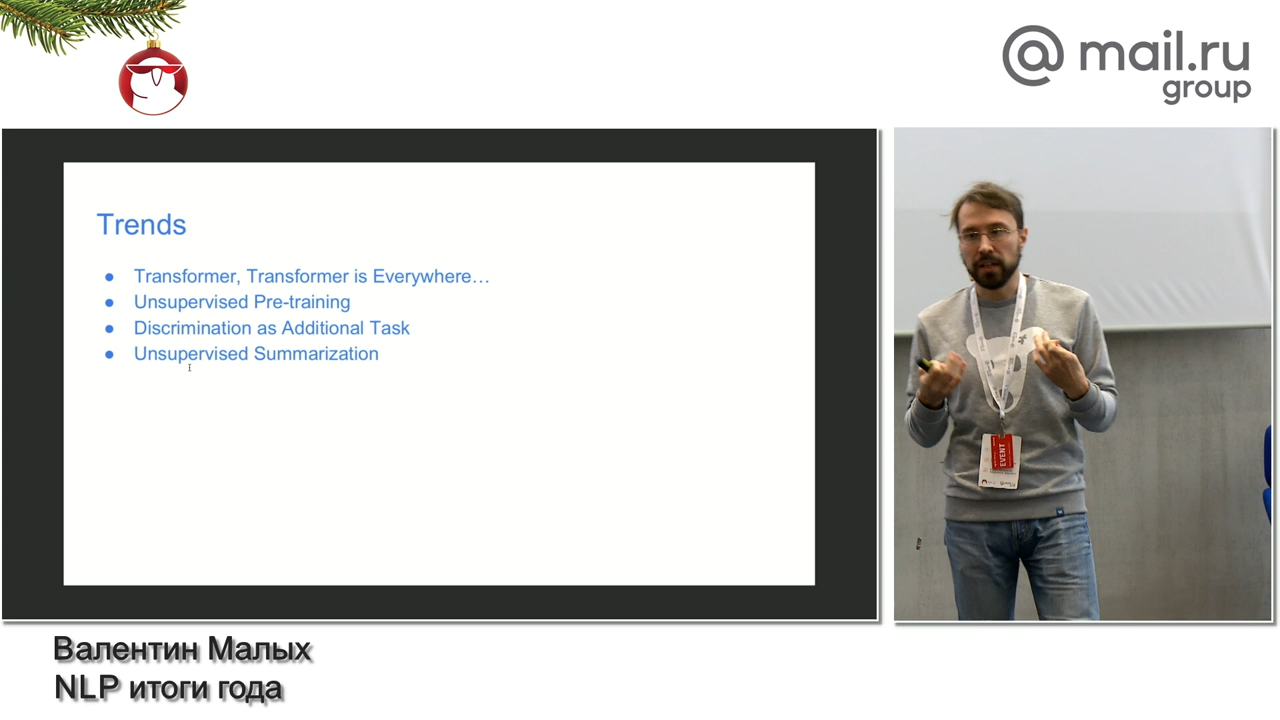 @ mail.ru
group
Trends
● Transformer, Transformer is Everywhere…
● Unsupervised Pre-training
● Discrimination as Additional Task
● Unsupervised Summarization
EVENT
Валентин Малых
NLP итоги года